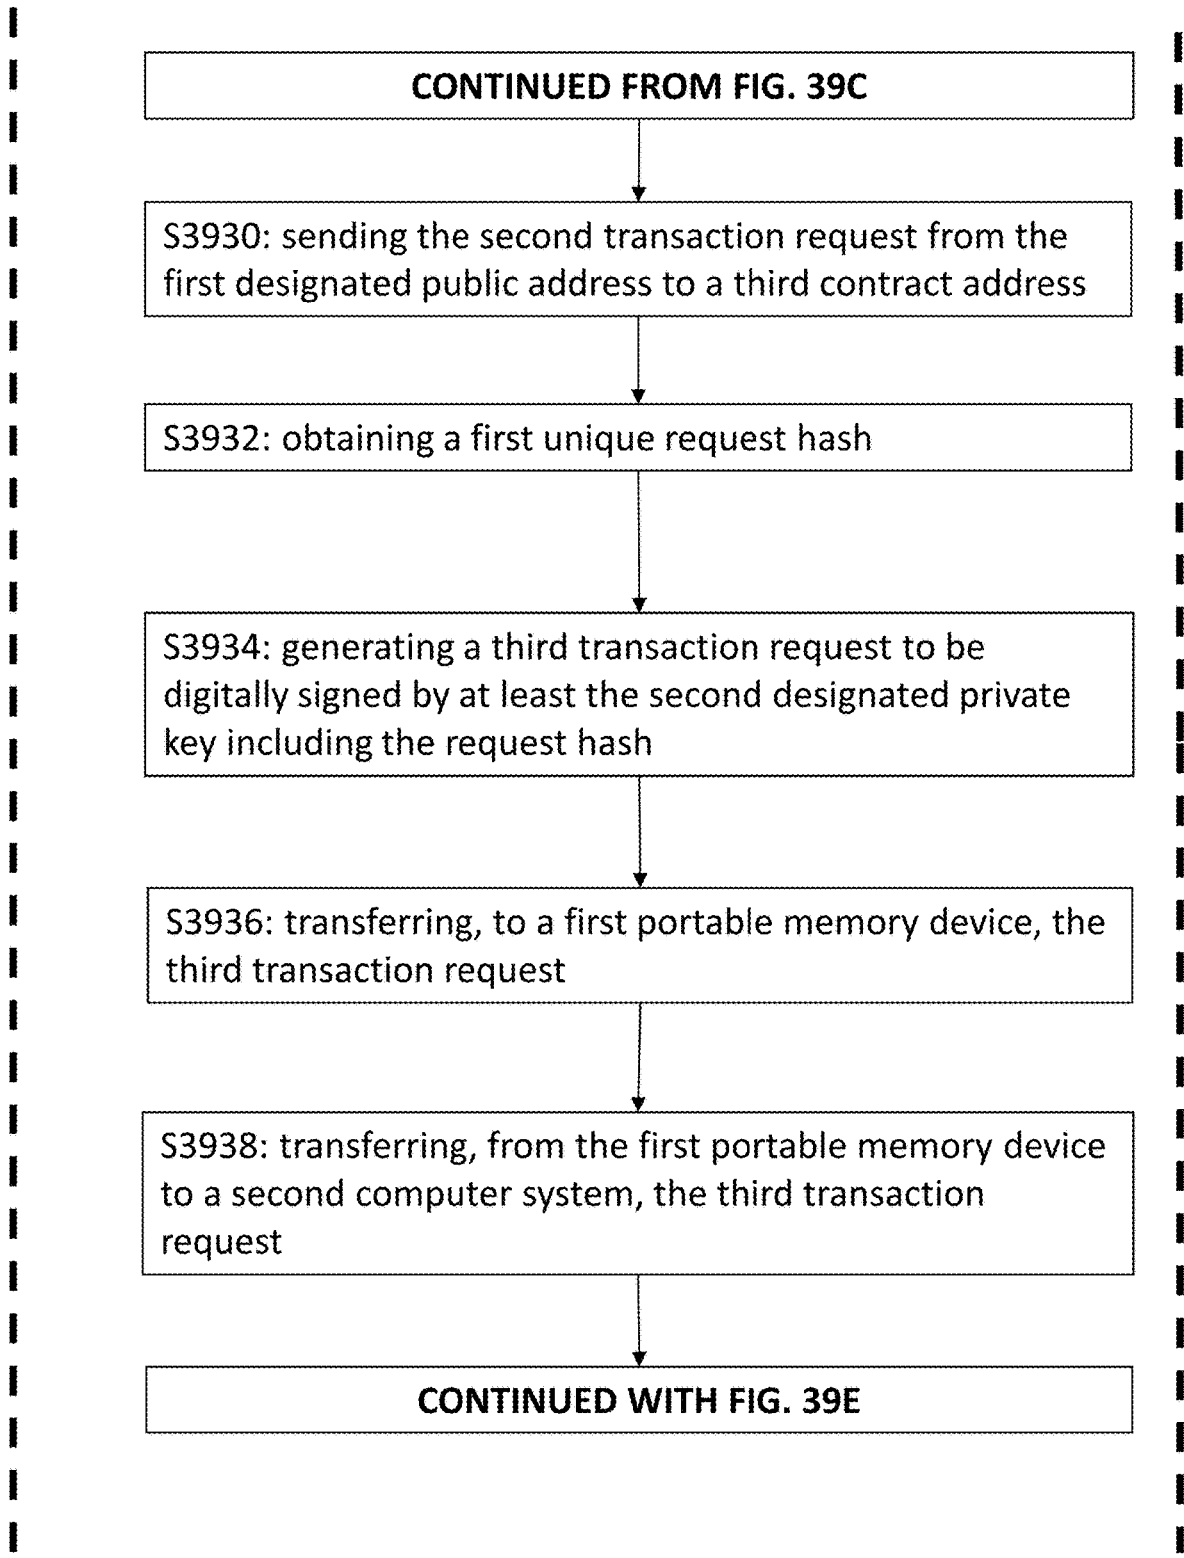 CONTINUED FROM FIG. 39C
S3930: sending the second transaction request from the
first designated public address to a third contract address
S3932: obtaining a first unique request hash
S3934: generating a third transaction request to be
digitally signed by at least the second designated private
key including the request hash
S3936: transferring, to a first portable memory device, the
third transaction request
S3938: transferring, from the first portable memory device
to a second computer system, the third transaction
request
CONTINUED WITH FIG. 39E